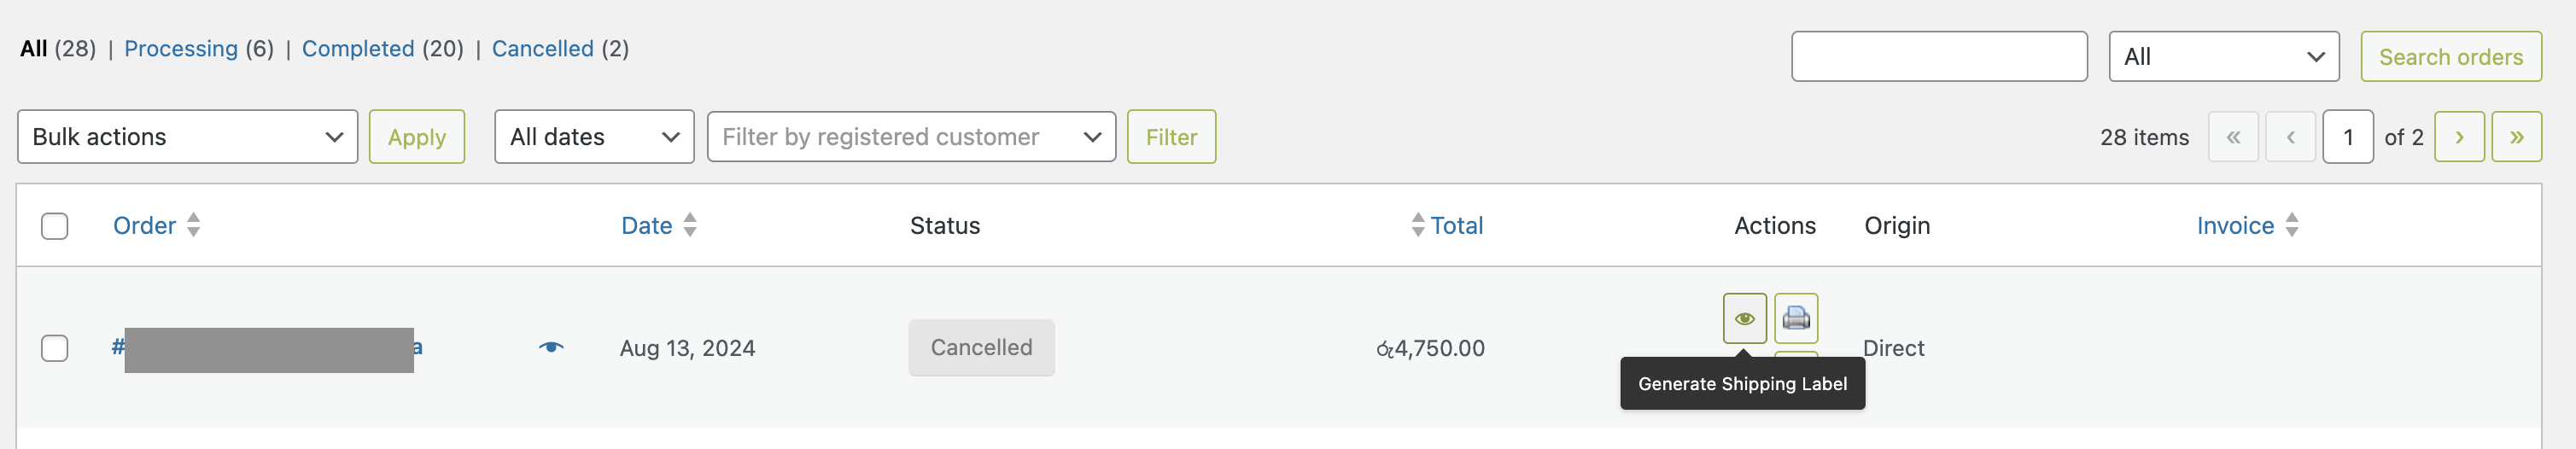 All (28) | Processing (6) | Completed (20) | Cancelled (2)
All
Search orders
Bulk actions
Apply
All dates
Filter by registered customer
Filter
28 items « ‹ 1 of 2 › »
Order Date Status Total Actions Origin Invoice
# a Aug 13, 2024 Cancelled රු4,750.00 Direct
Generate Shipping Label